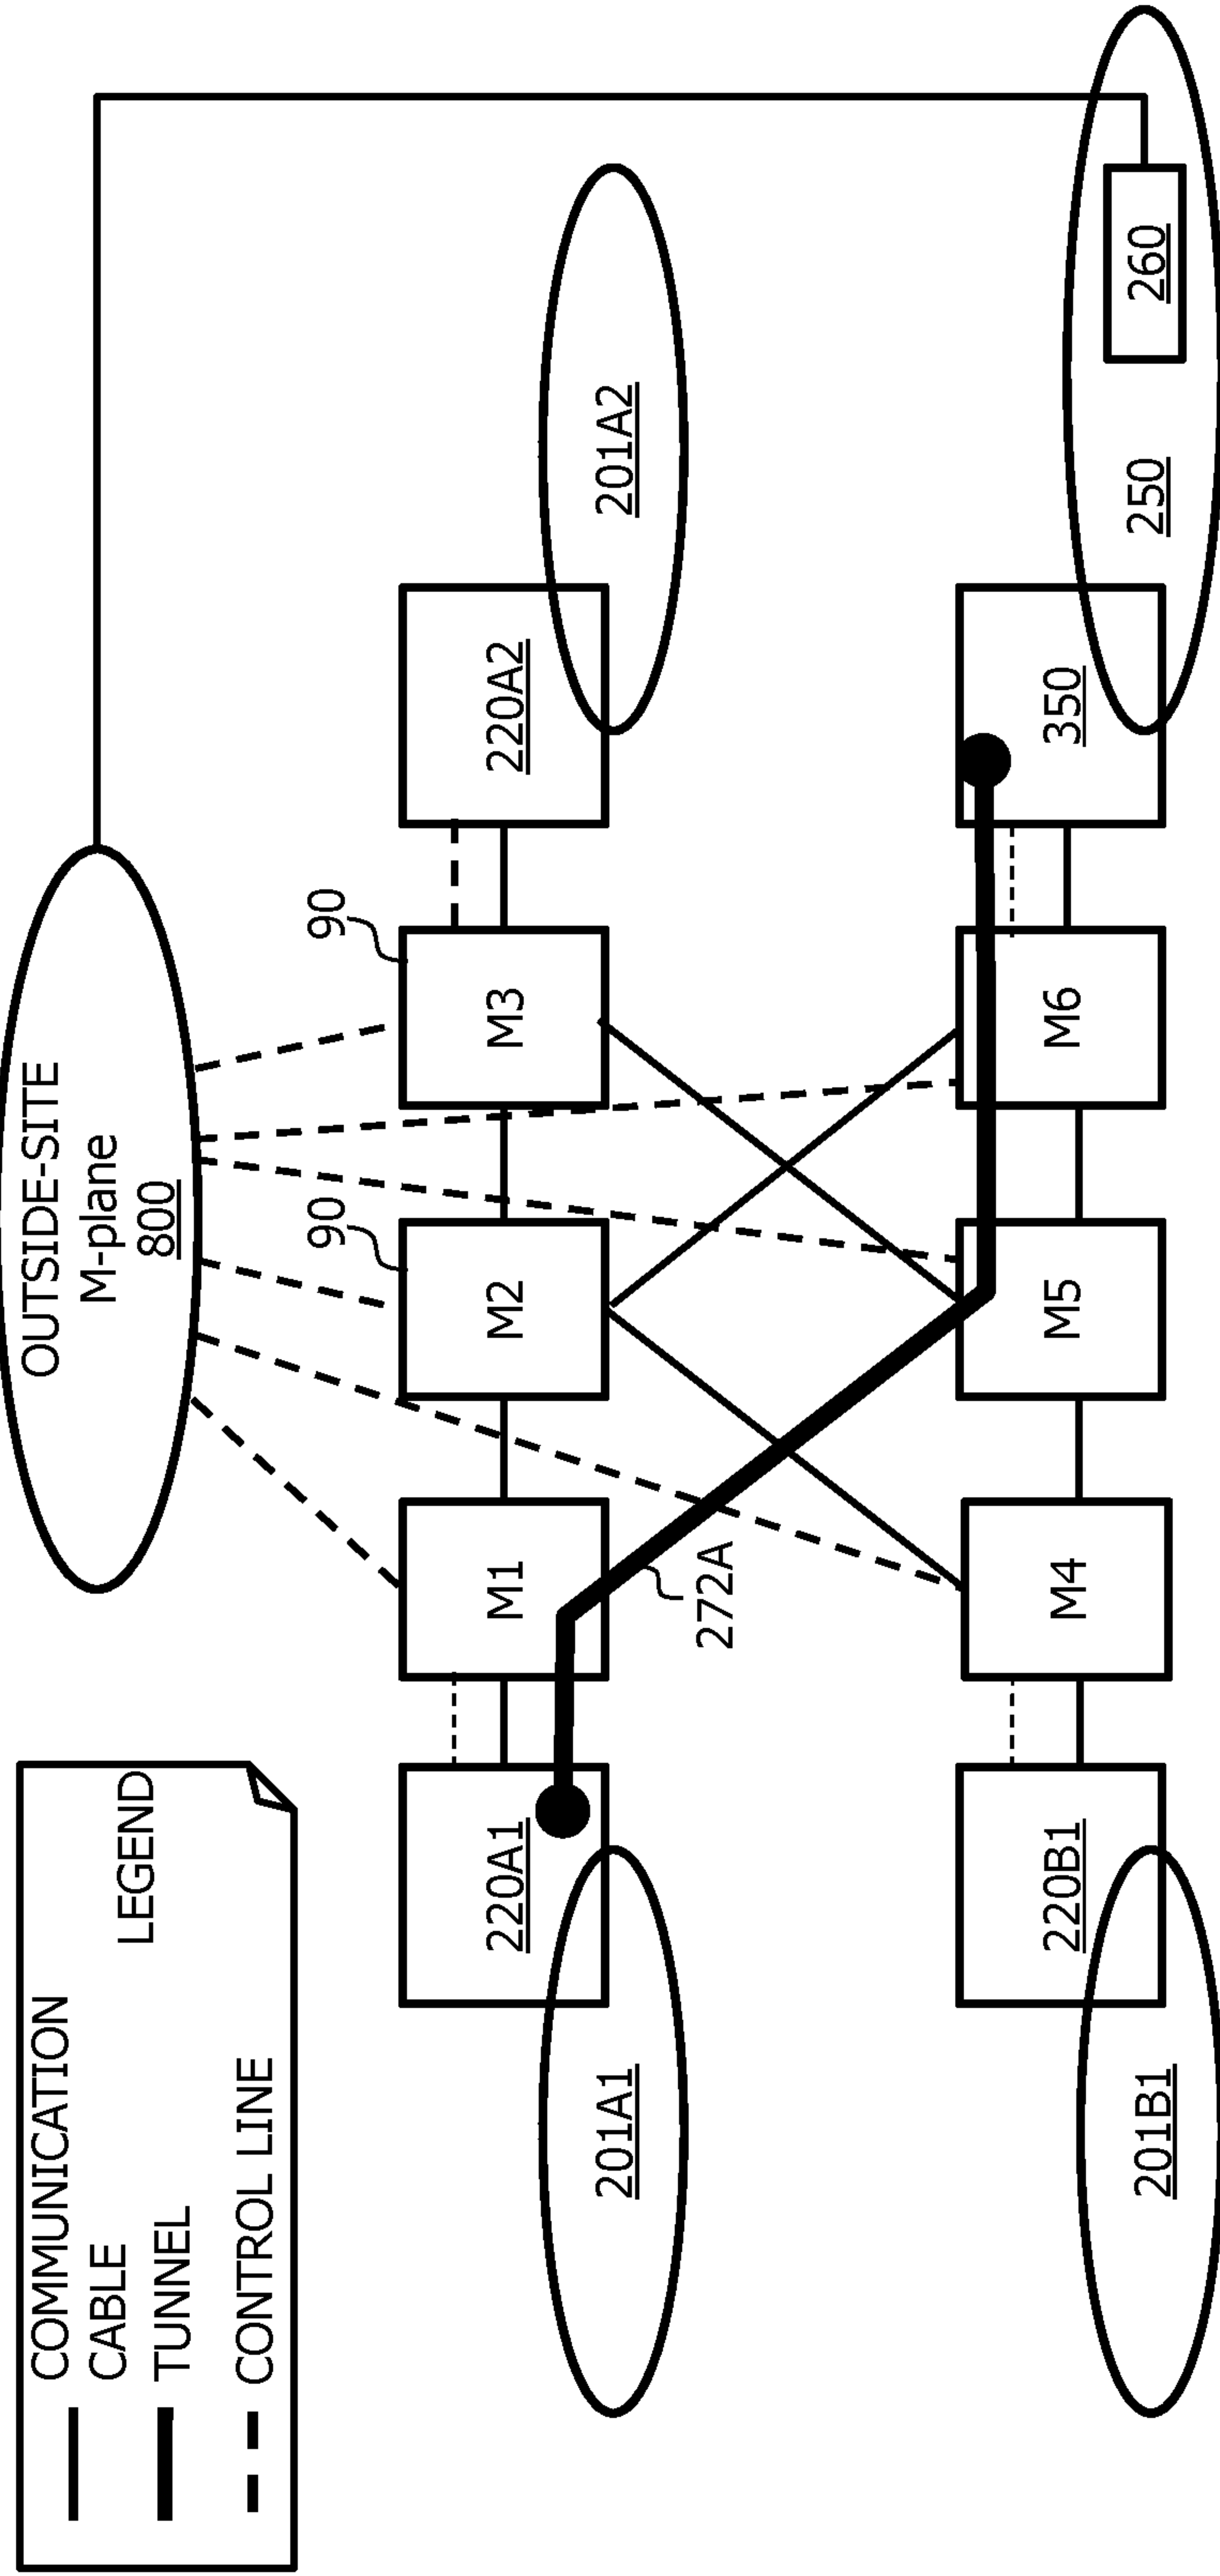 LEGEND
COMMUNICATION
CABLE
TUNNEL
CONTROL LINE
OUTSIDE-SITE
M-plane
800
90
90
220A1
M1
M2
M3
220A2
201A1
201A2
272A
220B1
M4
M5
M6
350
201B1
250
260